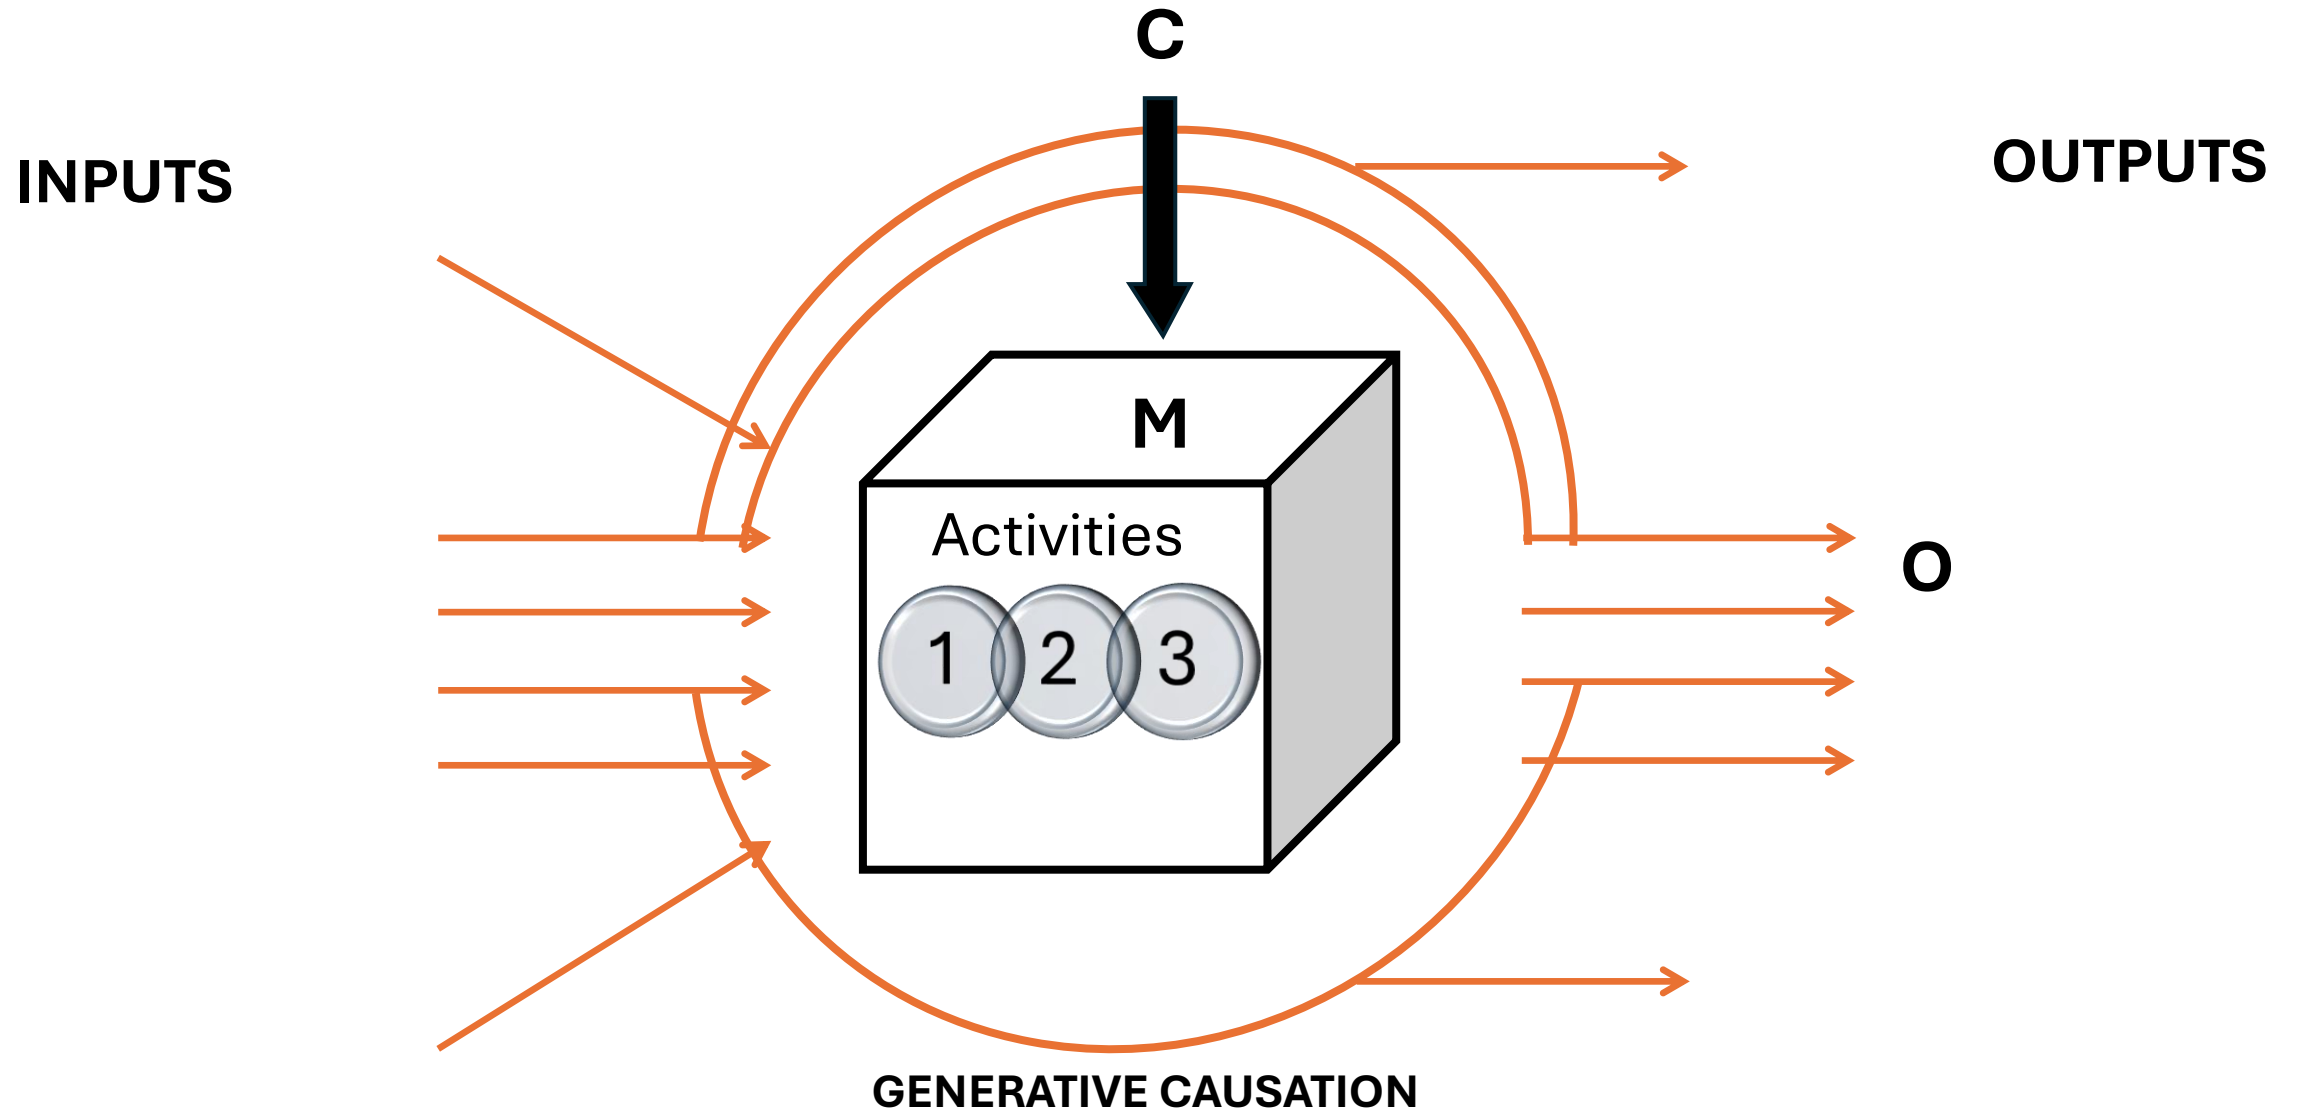 C
INPUTS
OUTPUTS
M
Activities
1 2 3
O
GENERATIVE CAUSATION